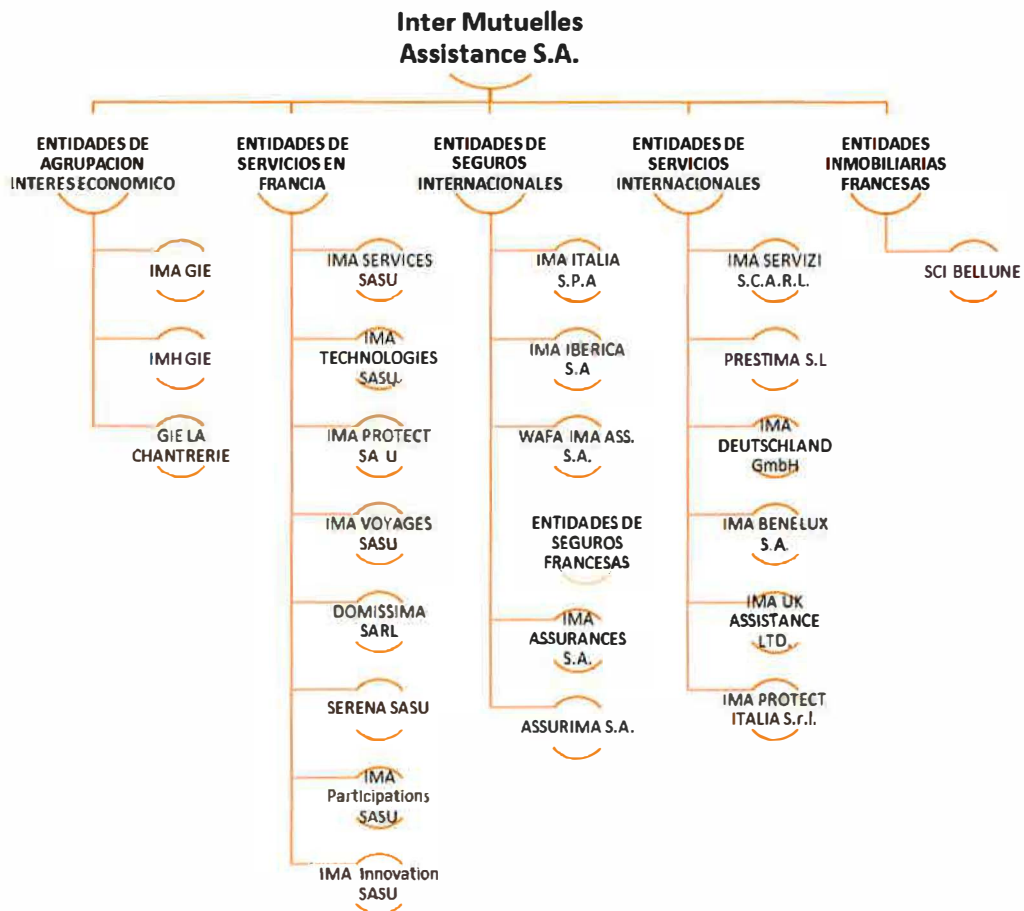 Inter Mutuelles
Assistance S.A.
ENTIDADES DE
AGRUPACION
INTERES ECONOMICO
IMA GIE
IMH GIE
GIE LA
CHANTRERIE
ENTIDADES DE
SERVICIOS EN
FRANCIA
IMA SERVICES
SASU
IMA
TECHNOLOGIES
SASU
IMA PROTECT
SA U
IMA VOYAGES
SASU
DOMISSIMA
SARL
SERENA SASU
IMA
Participations
SASU
IMA Innovation
SASU
ENTIDADES DE
SEGUROS
INTERNACIONALES
IMA ITALIA
S.P.A
IMA IBERICA
S.A
WAFA IMA ASS.
S.A.
ENTIDADES DE
SEGUROS
FRANCESAS
IMA
ASSURANCES
S.A.
ASSURIMA S.A.
ENTIDADES DE
SERVICIOS
INTERNACIONALES
IMA SERVIZI
S.C.A.R.L.
PRESTIMA S.L
IMA
DEUTSCHLAND
GmbH
IMA BENELUX
S.A.
IMA UK
ASSISTANCE
LTD.
IMA PROTECT
ITALIA S.r.l.
ENTIDADES
INMOBILIARIAS
FRANCESAS
SCI BELLUNE